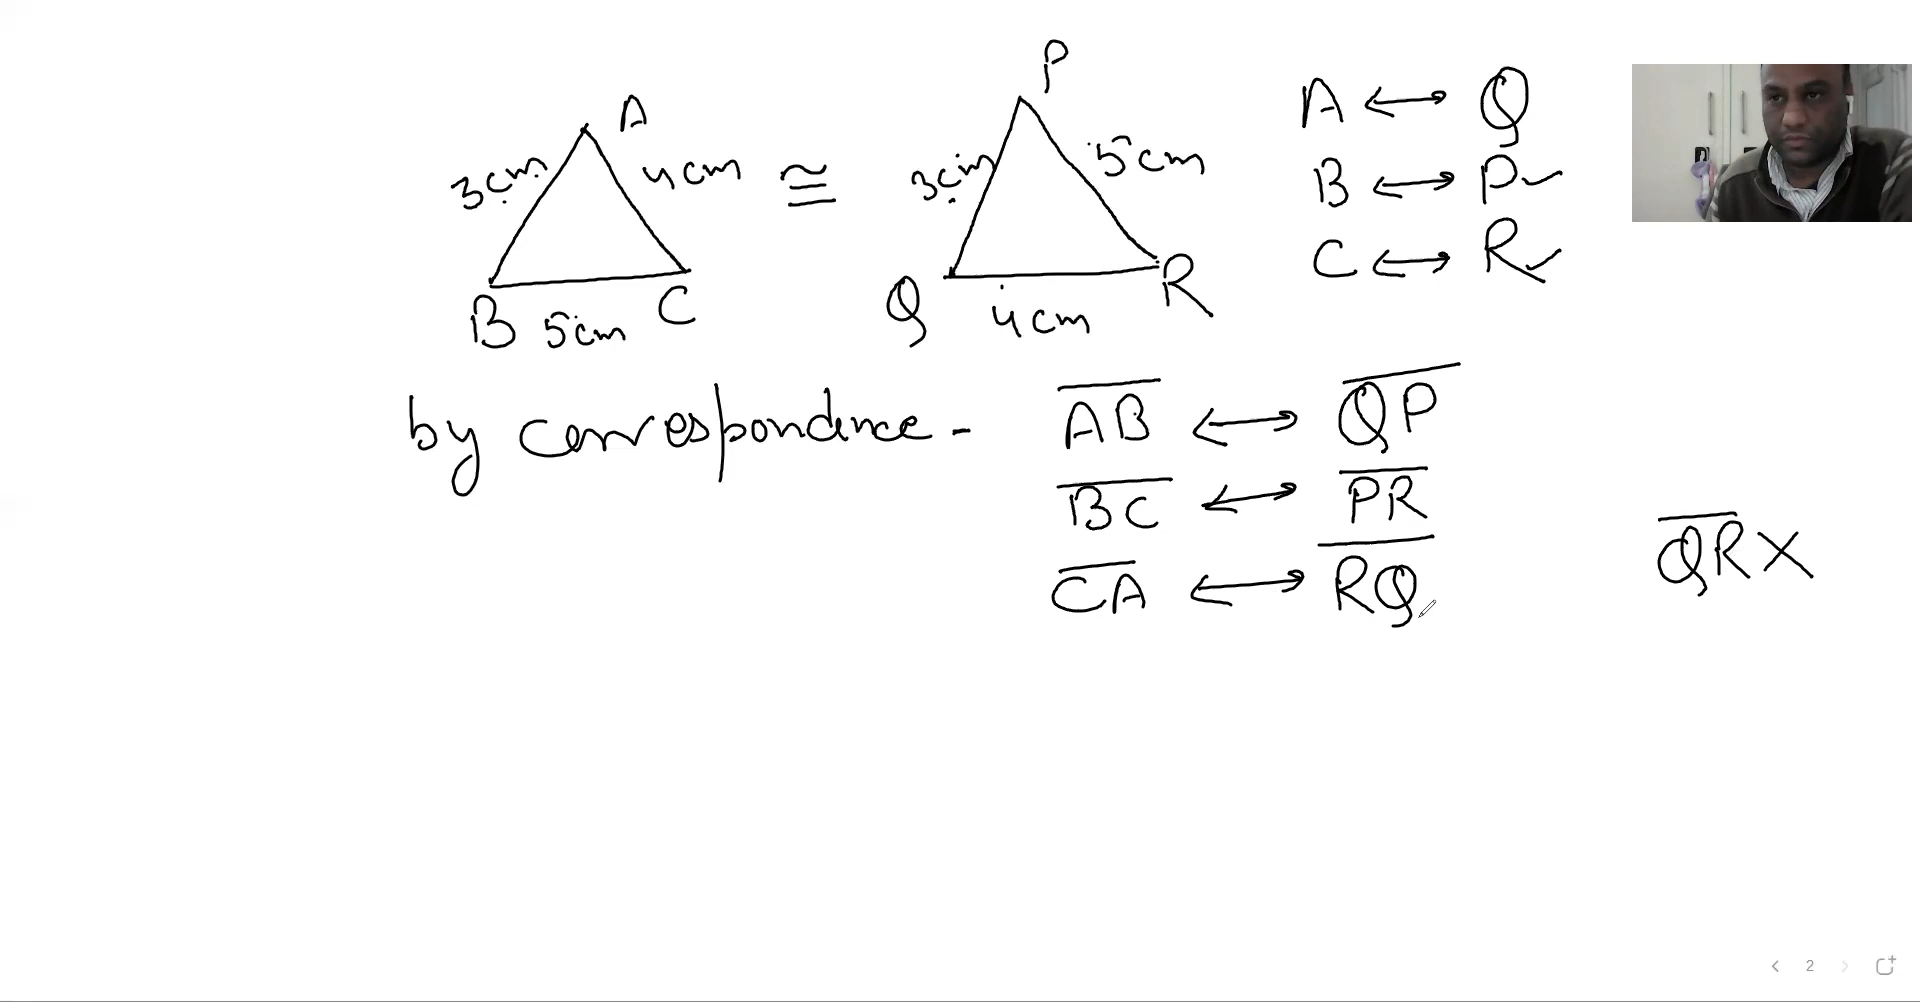 A
3cm
4cm
B
5cm
C
≅
P
3cm
5cm
Q
4cm
R
A ↔ Q
B ↔ P✓
C ↔ R✓
by correspondence -
AB ↔ QP
BC ↔ PR
CA ↔ RQ
QR X
2